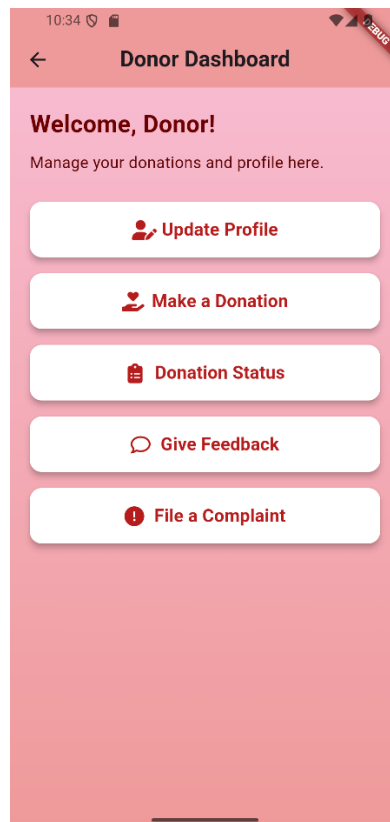 10:34
DEBUG
Donor Dashboard
Welcome, Donor!
Manage your donations and profile here.
Update Profile
Make a Donation
Donation Status
Give Feedback
File a Complaint